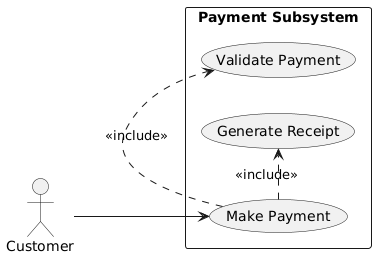 Payment Subsystem
Validate Payment
Generate Receipt
«include»
«include»
Make Payment
Customer